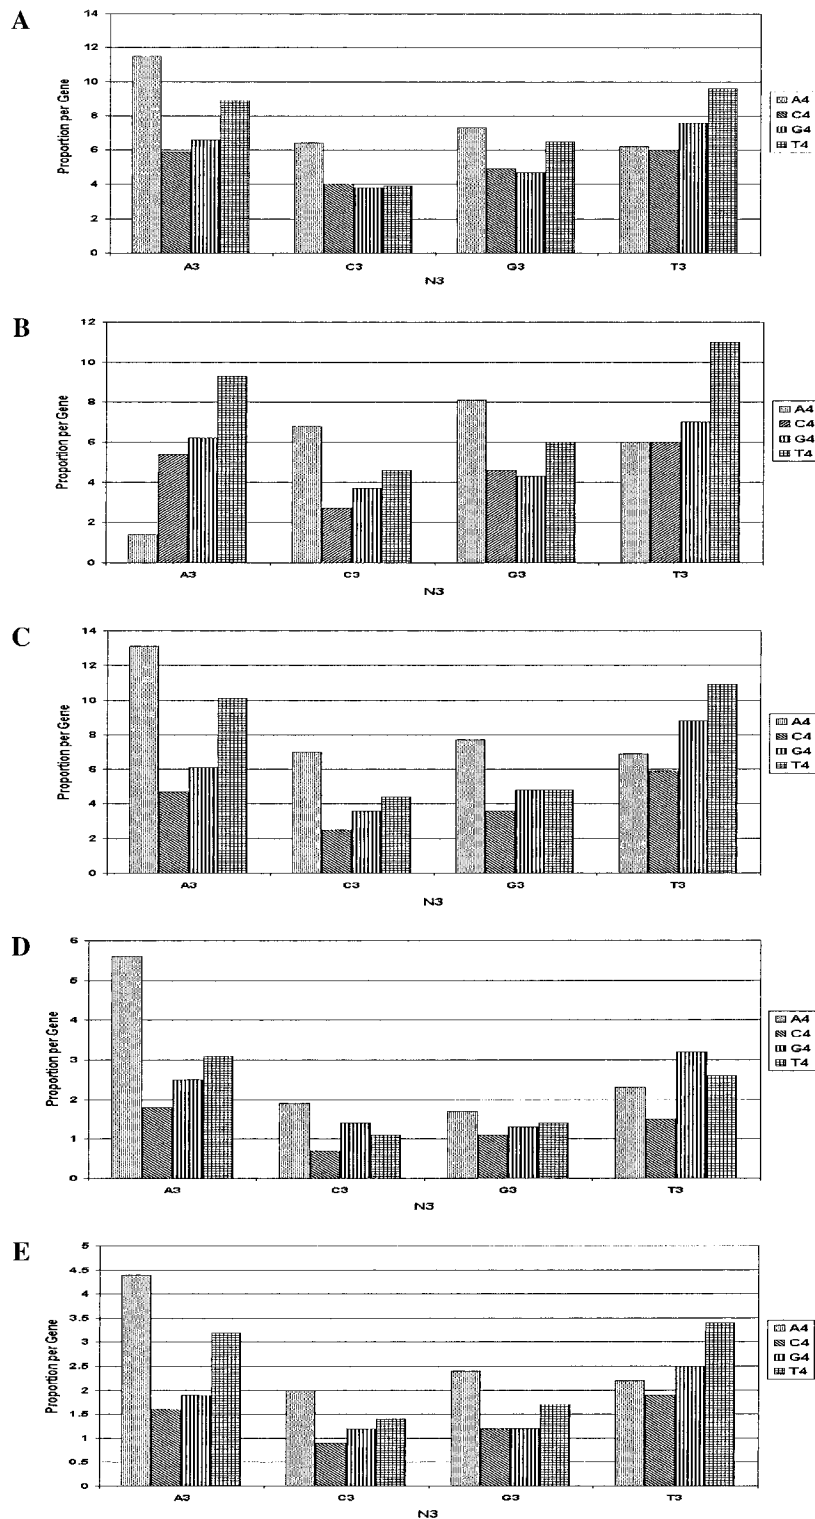 A
14
12
10
8
6
4
2
0
Proportion per Gene
A3 C3 G3 T3
N3
A4
C4
G4
T4
B
12
10
8
6
4
2
0
Proportion per Gene
A3 C3 G3 T3
N3
A4
C4
G4
T4
C
14
12
10
8
6
4
2
0
Proportion per Gene
A3 C3 G3 T3
N3
A4
C4
G4
T4
D
6
5
4
3
2
1
0
Proportion per Gene
A3 C3 G3 T3
N3
A4
C4
G4
T4
E
5
4.5
4
3.5
3
2.5
2
1.5
1
0.5
0
Proportion per Gene
A3 C3 G3 T3
N3
A4
C4
G4
T4